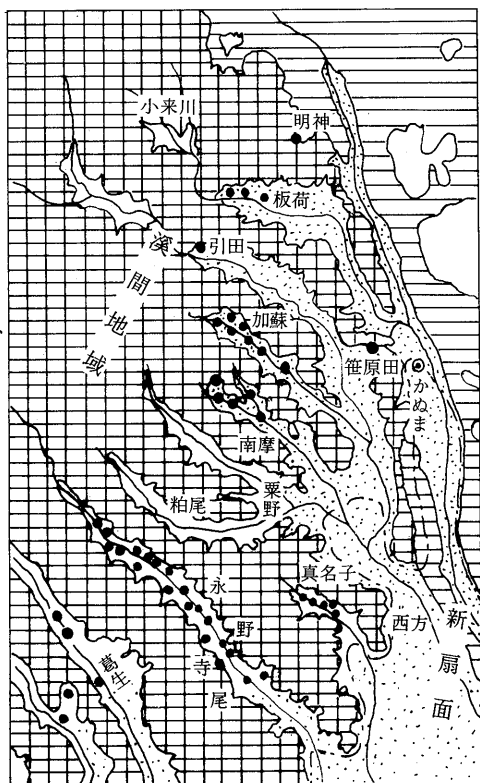 小来川
明神
板荷
引田
溪間地域
加蘇
笹原田
かぬま
南摩
粟野
粕尾
真名子
永野
西方
新扇面
寺尾
葛生